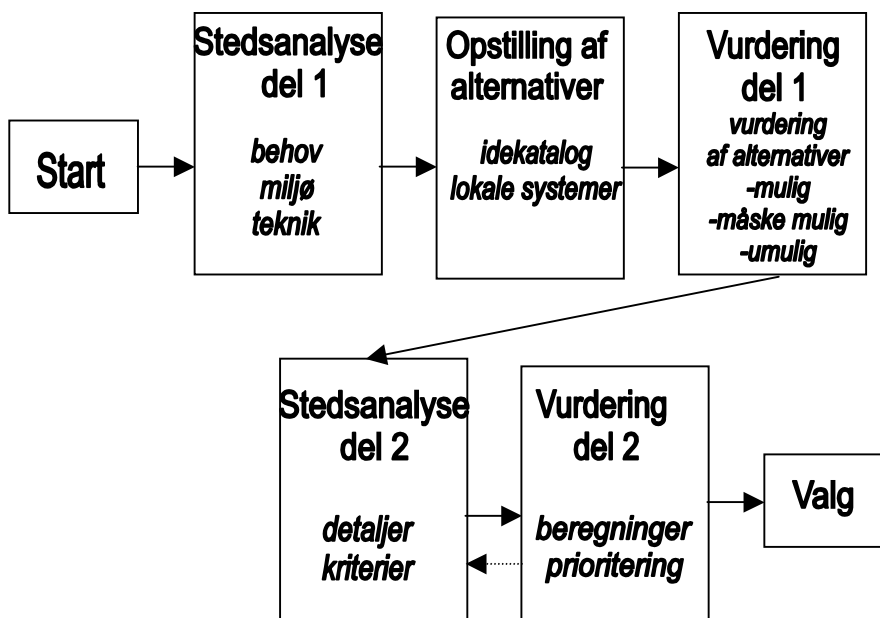 Start
Stedsanalyse
del 1
behov
miljø
teknik
Opstilling af
alternativer
idekatalog
lokale systemer
Vurdering
del 1
vurdering
af alternativer
-mulig
-måske mulig
-umulig
Stedsanalyse
del 2
detaljer
kriterier
Vurdering
del 2
beregninger
prioritering
Valg